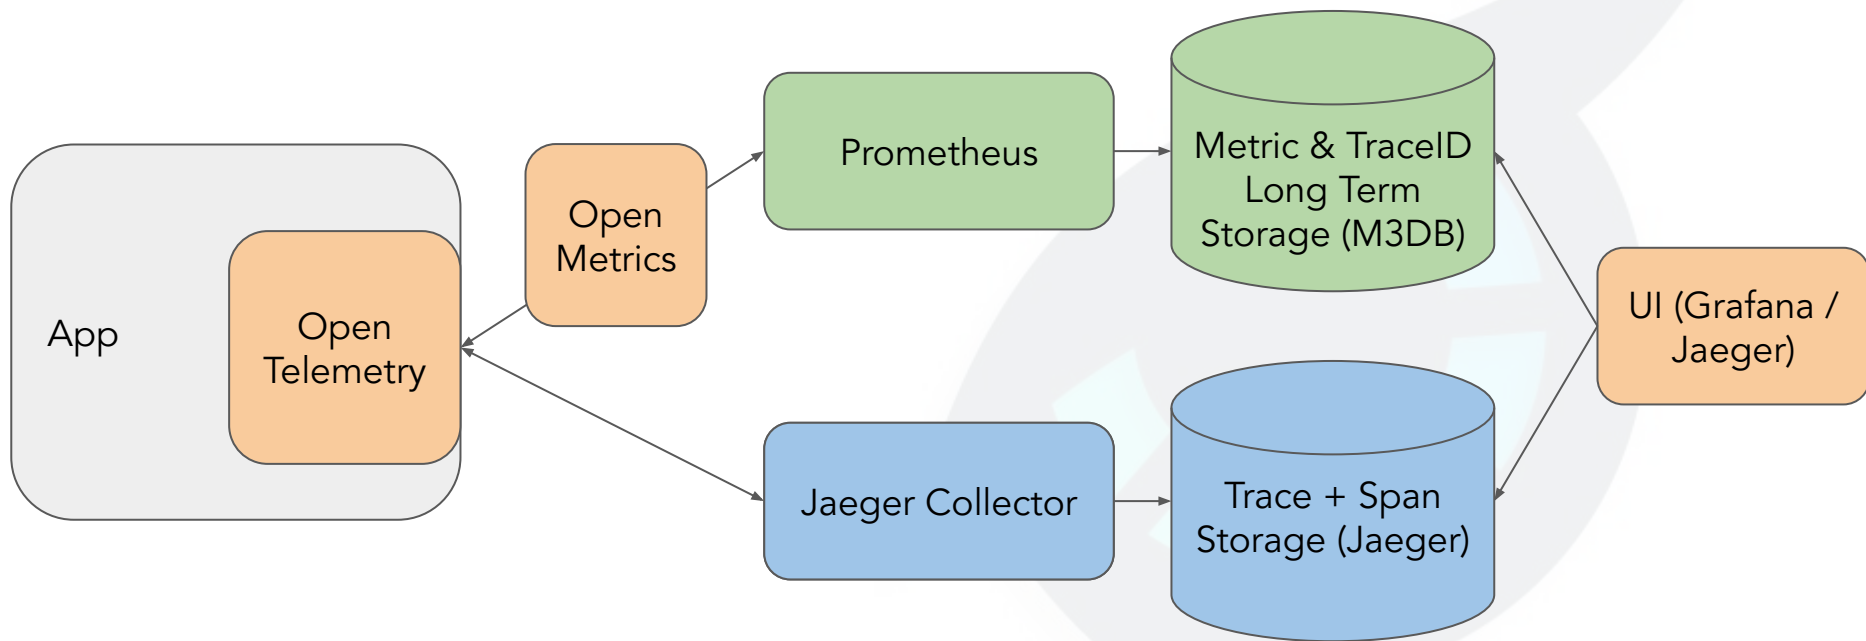 App
Open
Telemetry
Open
Metrics
Prometheus
Metric & TraceID
Long Term
Storage (M3DB)
Jaeger Collector
Trace + Span
Storage (Jaeger)
UI (Grafana /
Jaeger)